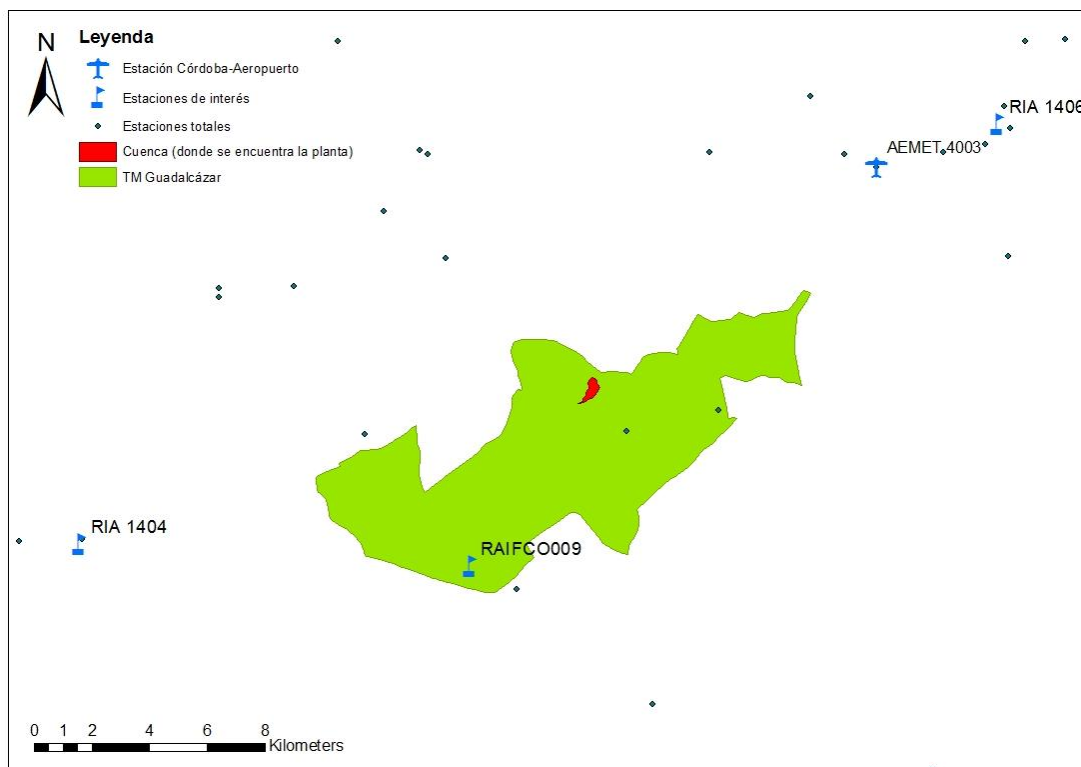 N
Leyenda
Estación Córdoba-Aeropuerto
Estaciones de interés
Estaciones totales
Cuenca (donde se encuentra la planta)
TM Guadalcázar
RIA 1406
AEMET 4003
RIA 1404
RAIFCO009
0 1 2 4 6 8
Kilometers